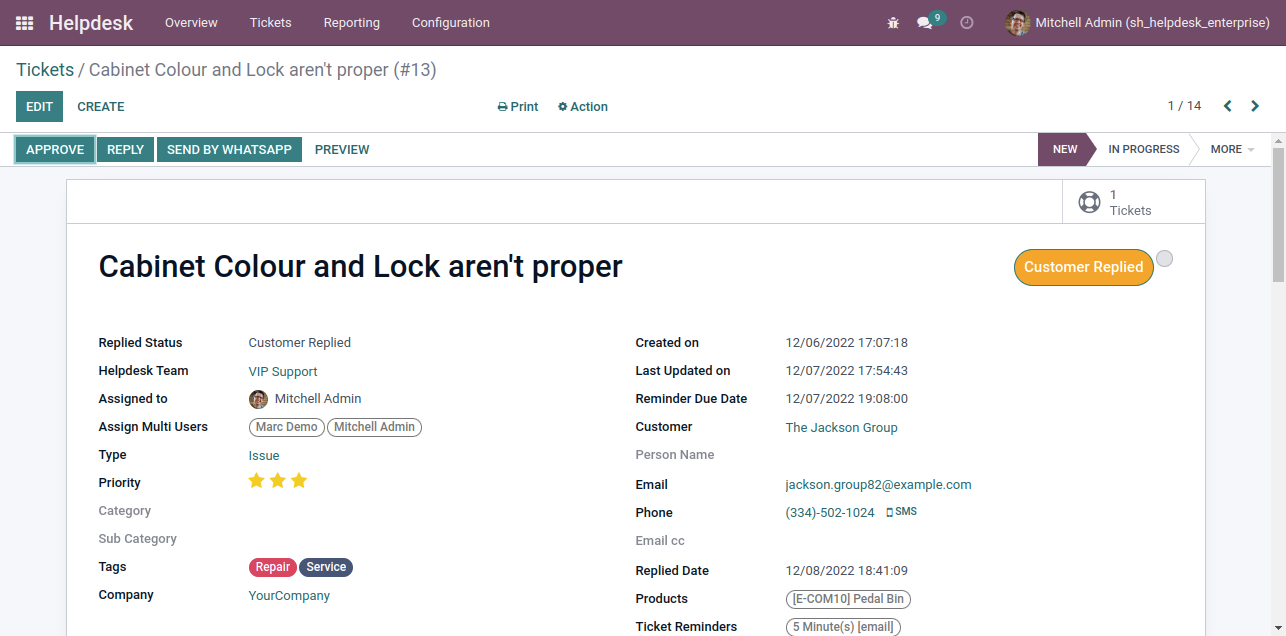 Helpdesk Overview Tickets Reporting Configuration 9 Mitchell Admin (sh_helpdesk_enterprise)
Tickets / Cabinet Colour and Lock aren't proper (#13)
EDIT CREATE Print Action 1 / 14
APPROVE REPLY SEND BY WHATSAPP PREVIEW NEW IN PROGRESS MORE
1
Tickets
Cabinet Colour and Lock aren't proper Customer Replied
Replied Status Customer Replied Created on 12/06/2022 17:07:18
Helpdesk Team VIP Support Last Updated on 12/07/2022 17:54:43
Assigned to Mitchell Admin Reminder Due Date 12/07/2022 19:08:00
Assign Multi Users Marc Demo Mitchell Admin Customer The Jackson Group
Type Issue Person Name
Priority Email jackson.group82@example.com
Category Phone (334)-502-1024 SMS
Sub Category Email cc
Tags Repair Service Replied Date 12/08/2022 18:41:09
Company YourCompany Products [E-COM10] Pedal Bin
Ticket Reminders 5 Minute(s) [email]